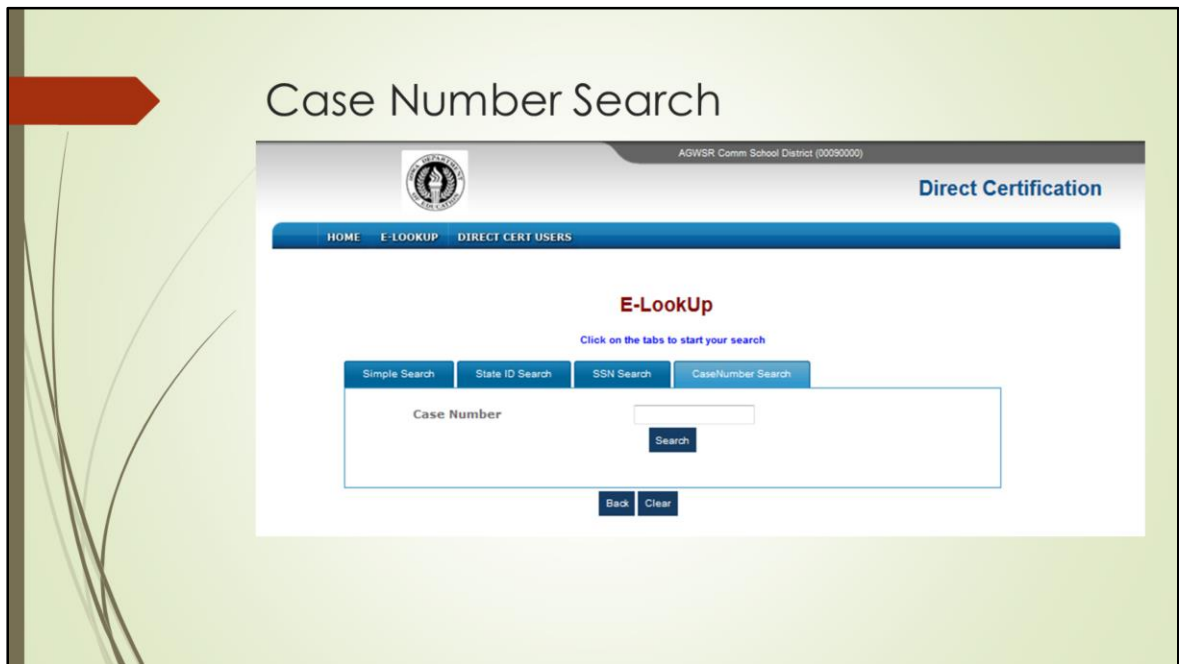 Case Number Search
AGWSR Comm School District (00090000)
Direct Certification
HOME E-LOOKUP DIRECT CERT USERS
E-LookUp
Click on the tabs to start your search
Simple Search State ID Search SSN Search CaseNumber Search
Case Number
Search
Back Clear